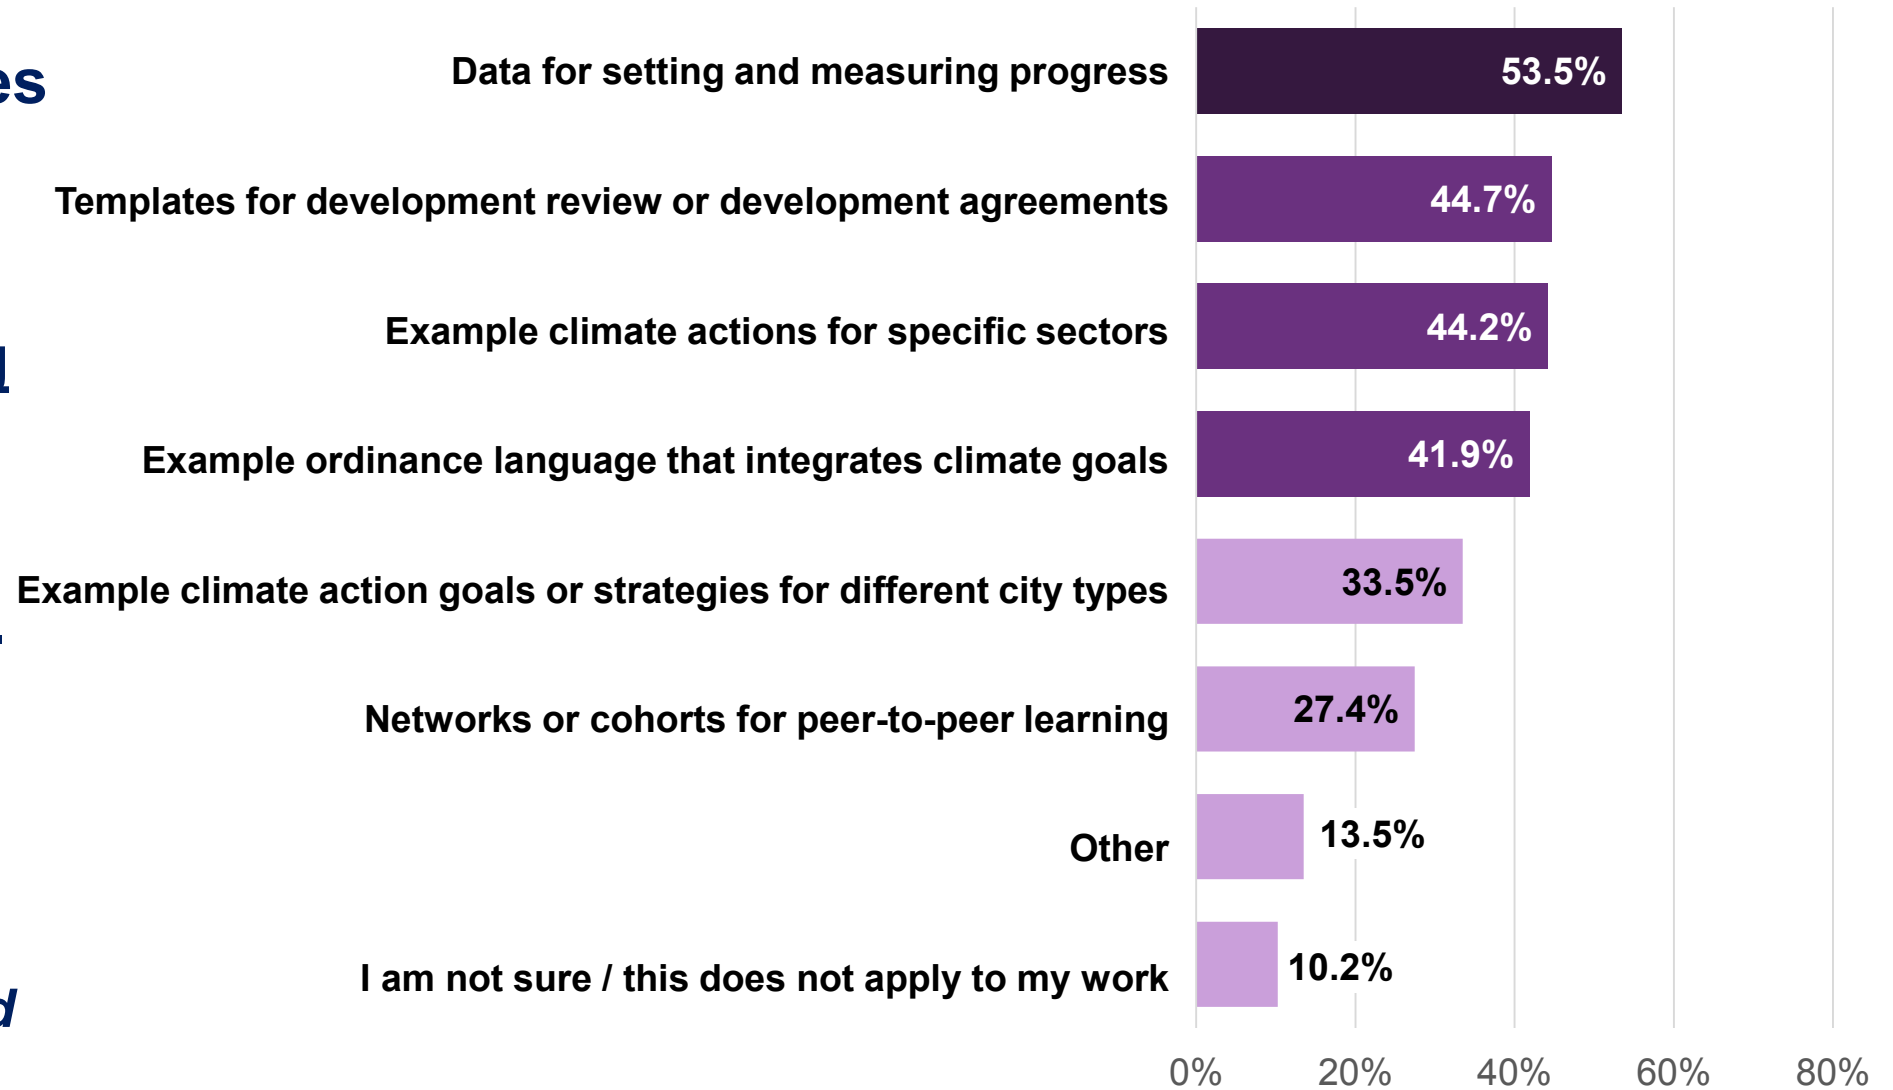 Data for setting and measuring progress
53.5%
Templates for development review or development agreements
44.7%
Example climate actions for specific sectors
44.2%
Example ordinance language that integrates climate goals
41.9%
Example climate action goals or strategies for different city types
33.5%
Networks or cohorts for peer-to-peer learning
27.4%
Other
13.5%
I am not sure / this does not apply to my work
10.2%
0% 20% 40% 60% 80%